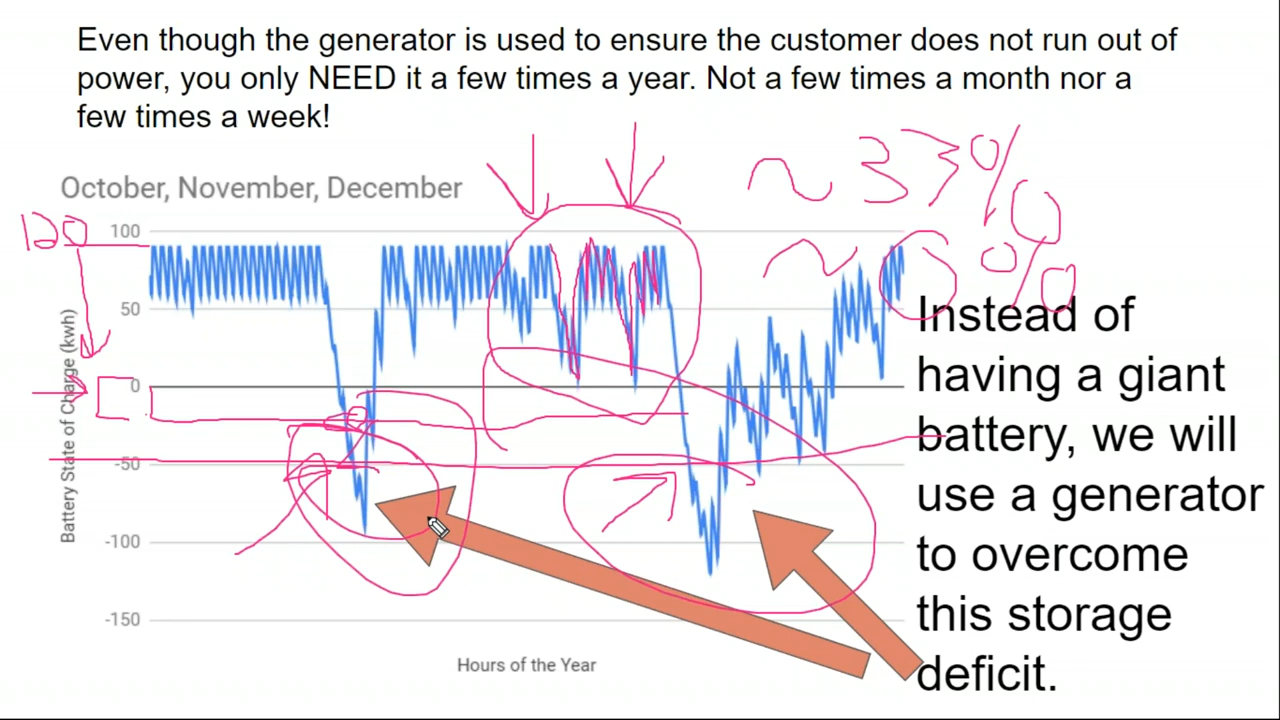 Even though the generator is used to ensure the customer does not run out of
power, you only NEED it a few times a year. Not a few times a month nor a
few times a week!
~33%
October, November, December
120
100
50
0
-50
-100
-150
Battery State of Charge (kwh)
Hours of the Year
Instead of
having a giant
battery, we will
use a generator
to overcome
this storage
deficit.